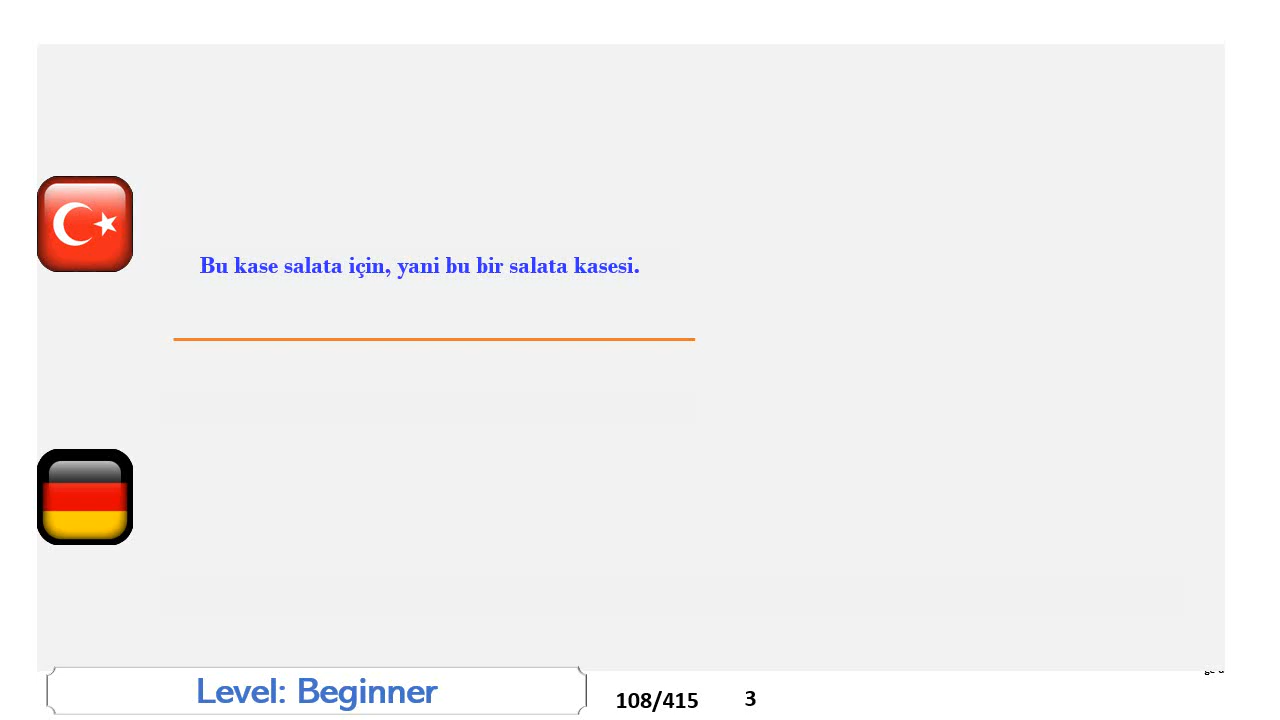 Bu kase salata için, yani bu bir salata kasesi.
Level: Beginner
108/415
3